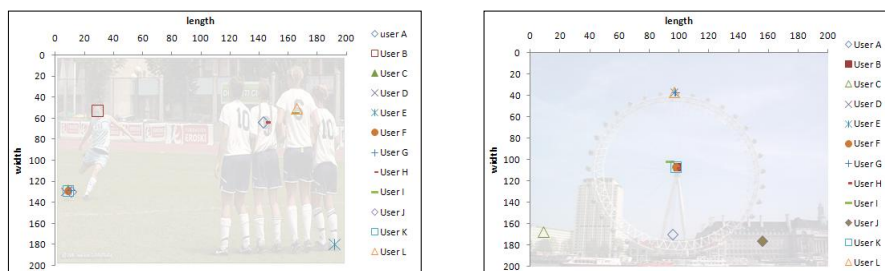 length
0 20 40 60 80 100 120 140 160 180 200
0
20
40
60
80
100
120
140
160
180
200
width
user A
User B
User C
User D
User E
User F
User G
User H
User I
User J
User K
User L
10
length
0 20 40 60 80 100 120 140 160 180 200
0
20
40
60
80
100
120
140
160
180
200
width
User A
User B
User C
User D
User E
User F
User G
User H
User I
User J
User K
User L